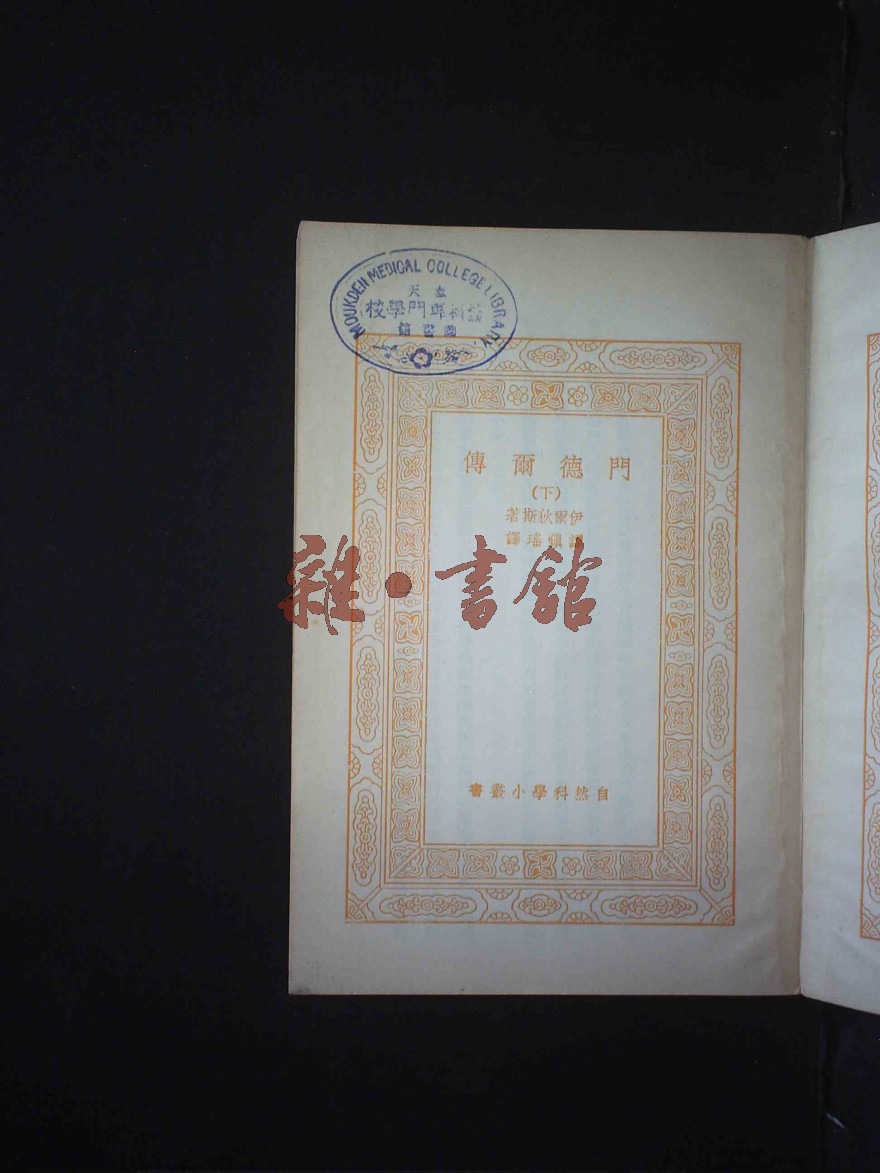 MOUKDEN MEDICAL COLLEGE LIBRARY
奉天
醫科專門學校
圖書館
門德爾傳
(下)
伊爾狄斯著
譚鎮瑤譯
雜·書館
自然科學小叢書